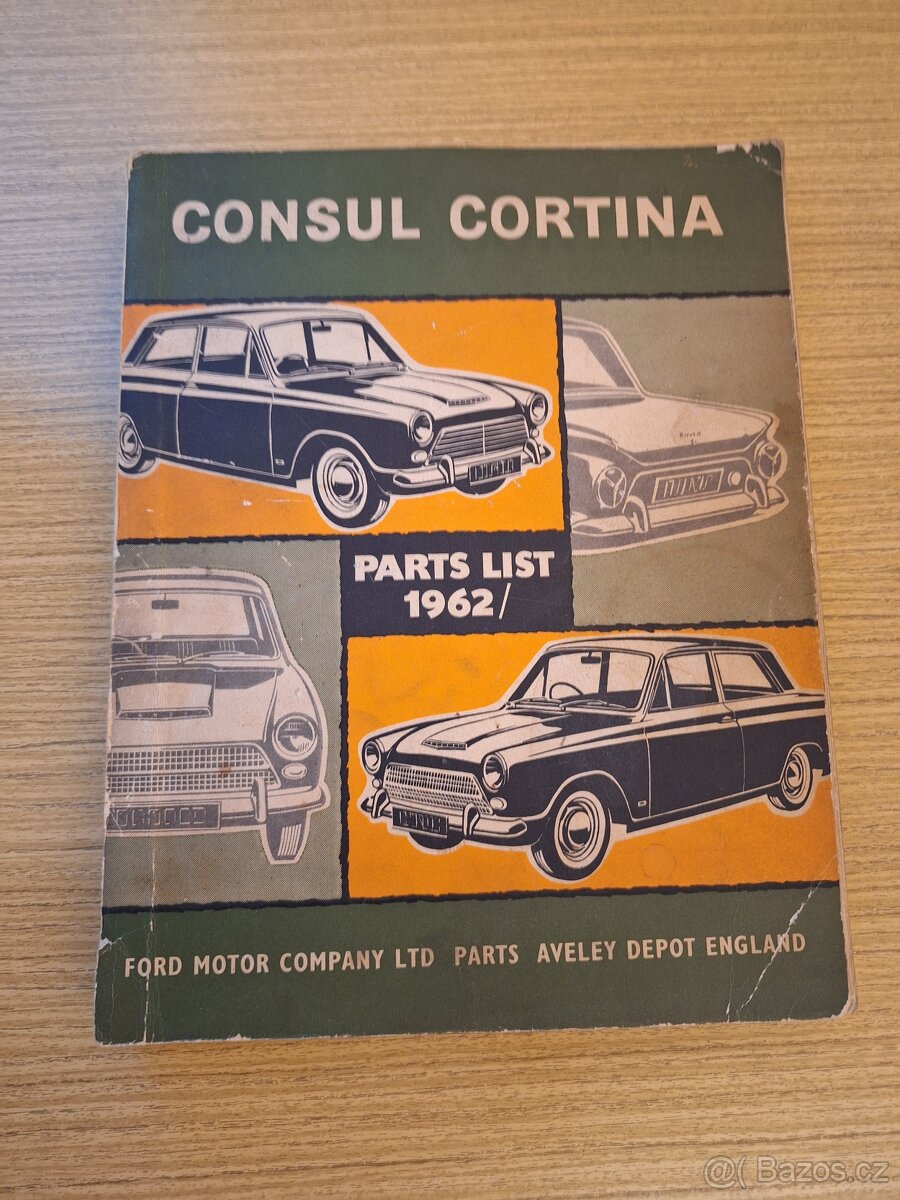 CONSUL CORTINA
PARTS LIST
1962/
FORD MOTOR COMPANY LTD PARTS AVELEY DEPOT ENGLAND
@( Bazos.cz